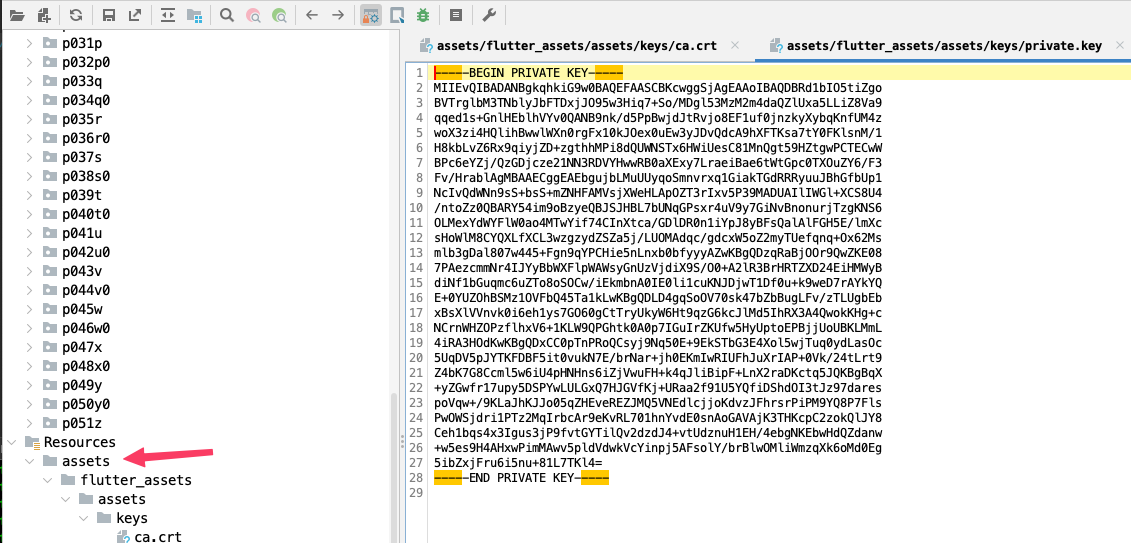 p031p
p032p0
p033q
p034q0
p035r
p036r0
p037s
p038s0
p039t
p040t0
p041u
p042u0
p043v
p044v0
p045w
p046w0
p047x
p048x0
p049y
p050y0
p051z
Resources
assets
flutter_assets
assets
keys
ca.crt
assets/flutter_assets/assets/keys/ca.crt
assets/flutter_assets/assets/keys/private.key
1 -----BEGIN PRIVATE KEY-----
2 MIIEvQIBADANBgkqhkiG9w0BAQEFAASCBKcwggSjAgEAAoIBAQDBRd1bIO5tiZgo
3 BVTrglbM3TNblyJbFTDxjJO95w3Hiq7+So/MDgl53MzM2m4daQZlUxa5LLiZ8Va9
4 qqed1s+GnlHEblhVYv0QANB9nk/d5PpBwjdJtRvjo8EF1uf0jnzkyXybqKnfUM4z
5 woX3zi4HQlihBwwlWXn0rgFx10kJOex0uEw3yJDvQdcA9hXFTKsa7tY0FKlsnM/1
6 H8kbLvZ6Rx9qiyjZD+zgthhMPi8dQUWNSTx6HWiUesC81MnQgt59HZtgwPCTECwW
7 BPc6eYZj/QzGDjcze21NN3RDVYHwwRB0aXExy7LraeiBae6tWtGpc0TXOuZY6/F3
8 Fv/HrablAgMBAAECggEAEbgujbLMuUUyqoSmnvrxq1GiakTGdRRRyuuJBhGfbUp1
9 NcIvQdWNn9sS+bsS+mZNHFAMVsjXWeHLApOZT3rIxv5P39MADUAIlIWGl+XCS8U4
10 /ntoZz0QBARY54im9oBzyeQBJSJHBL7bUNqGPsxr4uV9y7GiNvBnonurjTzgKNS6
11 OLMexYdWYFlW0ao4MTwYif74CInXtca/GDlDR0n1iYpJ8yBFsQalAlFGH5E/lmXc
12 sHoWlM8CYQXLfXCL3wzgzydZSZa5j/LUOMAdqc/gdcxW5oZ2myTUefqnq+Ox62Ms
13 mlb3gDal807w445+Fgn9qYPCHie5nLnxb0bfyyyAZwKBgQDzqRaBjOOr9QwZKE08
14 7PAezcmmNr4IJYyBbWXFlpWAWsyGnUzVjdiX9S/O0+A2lR3BrHRTZXD24EiHMWyB
15 diNf1bGuqmc6uZTo8oSOCw/iEkmbnA0IE0li1cuKNJDjwT1Df0u+k9weD7rAYkYQ
16 E+0YUZOhBSMz1OVFbQ45Ta1kLwKBgQDLD4gqSoOV70sk47bZbBugLFv/zTLUgbEb
17 xBsXlVVnvk0i6eh1ys7GO60gCtTryUkyW6Ht9qzG6kcJlMd5IhRX3A4QwokKHg+c
18 NCrnWHZOPzflhxV6+1KLW9QPGhtk0A0p7IGuIrZKUfw5HyUptoEPBjjUoUBKLMmL
19 4iRA3HOdKwKBgQDxCC0pTnPRoQCsyj9Nq50E+9EkSTbG3E4Xol5wjTuq0ydLasOc
20 5UqDV5pJYTKFDBF5it0vukN7E/brNar+jh0EKmIwRIUFhJuXrIAP+0Vk/24tLrt9
21 Z4bK7G8Ccml5w6iU4pHNHns6iZjVwuFH+k4qJliBipF+LnX2raDKctq5JQKBgBqX
22 +yZGwfr17upy5DSPYwLULGxQ7HJGVfKj+URaa2f91U5YQfiDShdOI3tJz97dares
23 poVqw+/9KLaJhKJJo05qZHEveREZJMQ5VNEdlcjjoKdvzJFhrsrPiPM9YQ8P7Fls
24 PwOWSjdri1PTz2MqIrbcAr9eKvRL701hnYvdE0snAoGAVAjK3THKcpC2zokQlJY8
25 Ceh1bqs4x3Igus3jP9fvtGYTilQv2dzdJ4+vtUdznuH1EH/4ebgNKEbwHdQZdanw
26 +w5es9H4AHxwPimMAwv5pldVdwkVcYinpj5AFsolY/brBlwOMliWmzqXk6oMd0Eg
27 5ibZxjFru6i5nu+81L7TKl4=
28 -----END PRIVATE KEY-----
29